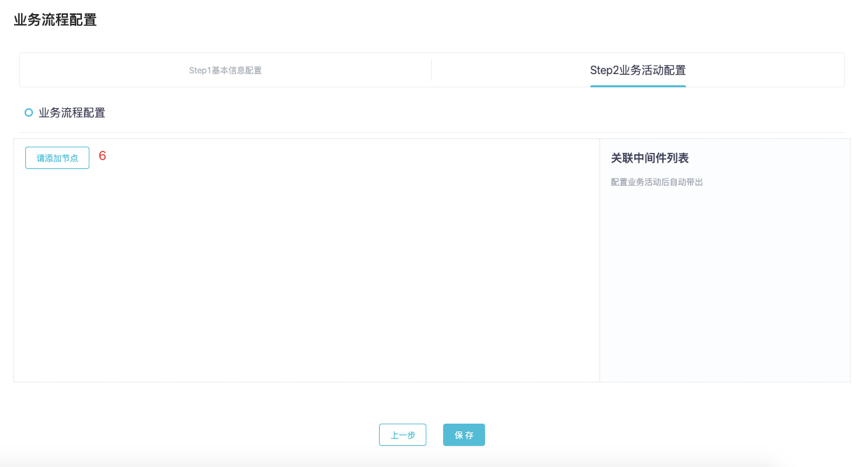 业务流程配置
Step1基本信息配置
Step2业务活动配置
业务流程配置
请添加节点
6
关联中间件列表
配置业务活动后自动带出
上一步
保 存